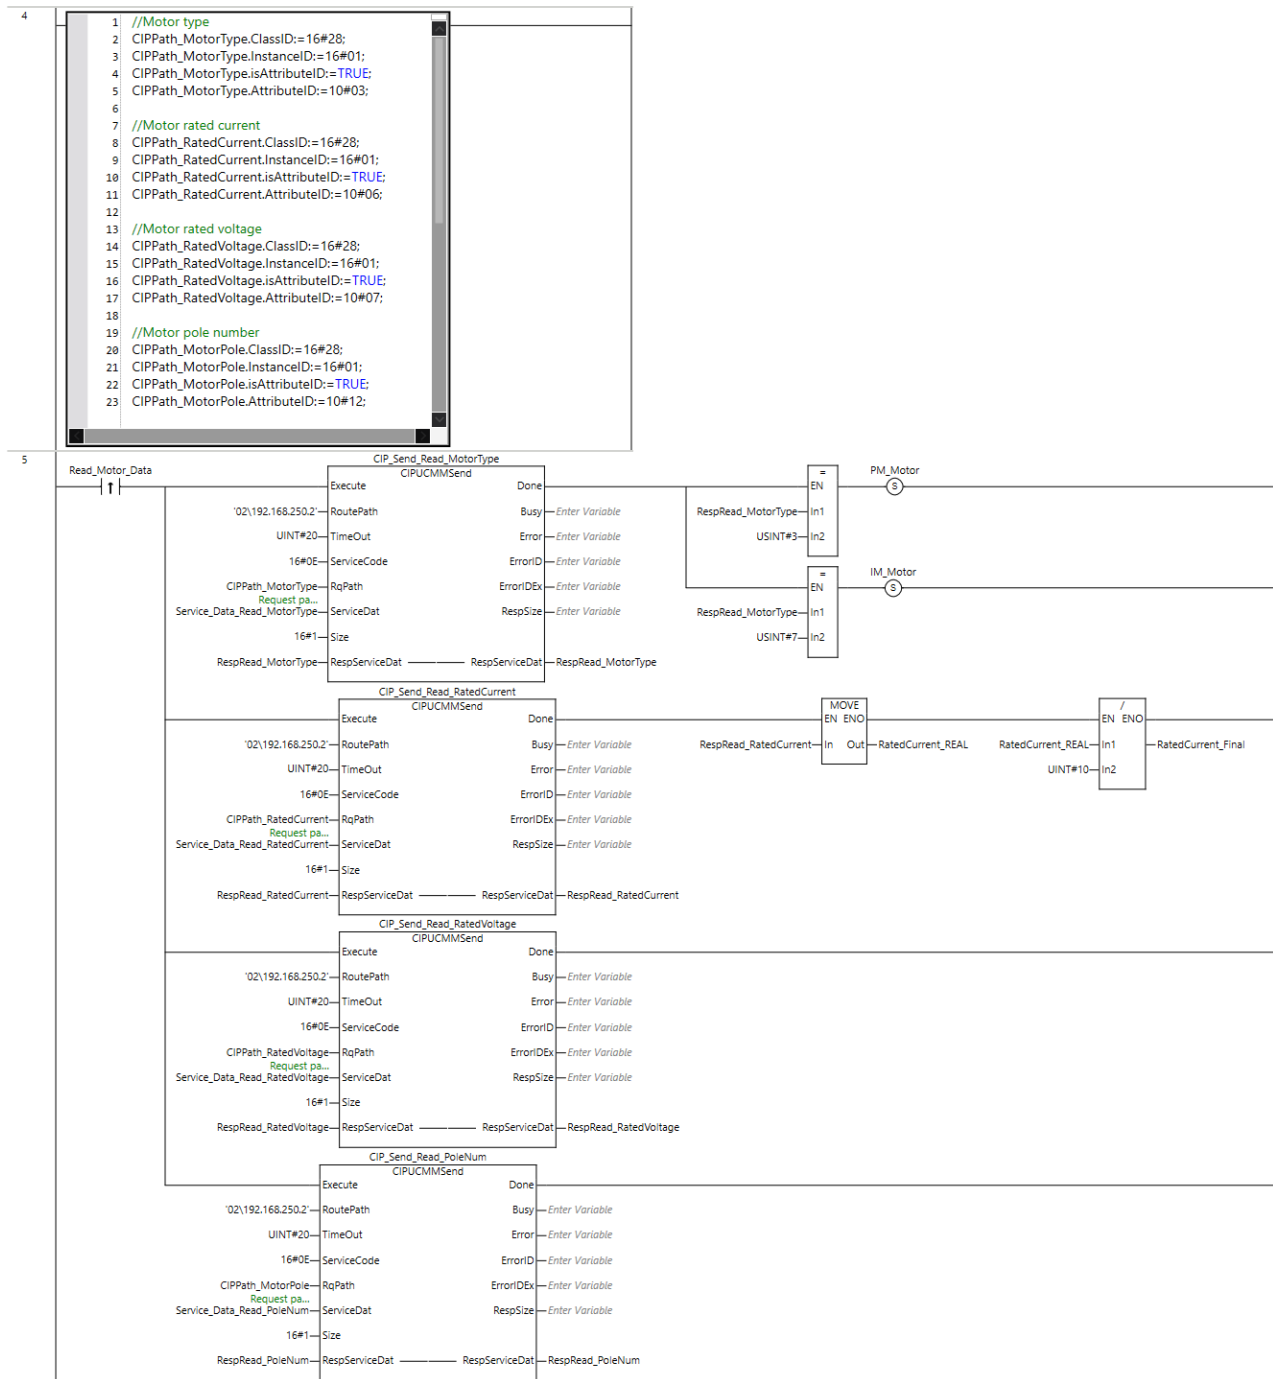 4
1 //Motor type
2 CIPPath_MotorType.ClassID:=16#28;
3 CIPPath_MotorType.InstanceID:=16#01;
4 CIPPath_MotorType.isAttributeID:=TRUE;
5 CIPPath_MotorType.AttributeID:=10#03;
6
7 //Motor rated current
8 CIPPath_RatedCurrent.ClassID:=16#28;
9 CIPPath_RatedCurrent.InstanceID:=16#01;
10 CIPPath_RatedCurrent.isAttributeID:=TRUE;
11 CIPPath_RatedCurrent.AttributeID:=10#06;
12
13 //Motor rated voltage
14 CIPPath_RatedVoltage.ClassID:=16#28;
15 CIPPath_RatedVoltage.InstanceID:=16#01;
16 CIPPath_RatedVoltage.isAttributeID:=TRUE;
17 CIPPath_RatedVoltage.AttributeID:=10#07;
18
19 //Motor pole number
20 CIPPath_MotorPole.ClassID:=16#28;
21 CIPPath_MotorPole.InstanceID:=16#01;
22 CIPPath_MotorPole.isAttributeID:=TRUE;
23 CIPPath_MotorPole.AttributeID:=10#12;
5
Read_Motor_Data
CIP_Send_Read_MotorType
CIPUCMMSend
Execute Done
'02\192.168.250.2' RoutePath Busy Enter Variable
UINT#20 TimeOut Error Enter Variable
16#0E ServiceCode ErrorID Enter Variable
CIPPath_MotorType RqPath ErrorIDEx Enter Variable
Request pa...
Service_Data_Read_MotorType ServiceDat RespSize Enter Variable
16#1 Size
RespRead_MotorType RespServiceDat RespServiceDat RespRead_MotorType
=
EN
RespRead_MotorType In1
USINT#3 In2
PM_Motor
S
=
EN
RespRead_MotorType In1
USINT#7 In2
IM_Motor
S
CIP_Send_Read_RatedCurrent
CIPUCMMSend
Execute Done
'02\192.168.250.2' RoutePath Busy Enter Variable
UINT#20 TimeOut Error Enter Variable
16#0E ServiceCode ErrorID Enter Variable
CIPPath_RatedCurrent RqPath ErrorIDEx Enter Variable
Request pa...
Service_Data_Read_RatedCurrent ServiceDat RespSize Enter Variable
16#1 Size
RespRead_RatedCurrent RespServiceDat RespServiceDat RespRead_RatedCurrent
MOVE
EN ENO
RespRead_RatedCurrent In Out RatedCurrent_REAL
/
EN ENO
RatedCurrent_REAL In1 RatedCurrent_Final
UINT#10 In2
CIP_Send_Read_RatedVoltage
CIPUCMMSend
Execute Done
'02\192.168.250.2' RoutePath Busy Enter Variable
UINT#20 TimeOut Error Enter Variable
16#0E ServiceCode ErrorID Enter Variable
CIPPath_RatedVoltage RqPath ErrorIDEx Enter Variable
Request pa...
Service_Data_Read_RatedVoltage ServiceDat RespSize Enter Variable
16#1 Size
RespRead_RatedVoltage RespServiceDat RespServiceDat RespRead_RatedVoltage
CIP_Send_Read_PoleNum
CIPUCMMSend
Execute Done
'02\192.168.250.2' RoutePath Busy Enter Variable
UINT#20 TimeOut Error Enter Variable
16#0E ServiceCode ErrorID Enter Variable
CIPPath_MotorPole RqPath ErrorIDEx Enter Variable
Request pa...
Service_Data_Read_PoleNum ServiceDat RespSize Enter Variable
16#1 Size
RespRead_PoleNum RespServiceDat RespServiceDat RespRead_PoleNum